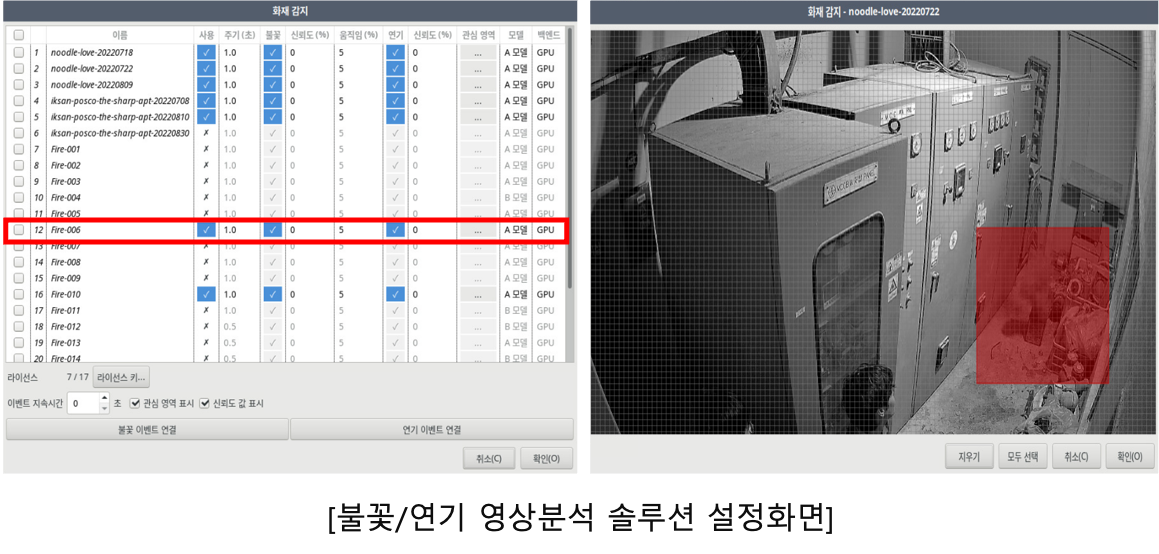 화재 감지
이름 사용 주기 (초) 불꽃 신뢰도 (%) 움직임 (%) 연기 신뢰도 (%) 관심 영역 모델 백엔드
1 noodle-love-20220718 ✓ 1.0 ✓ 0 5 ✓ 0 ... A 모델 GPU
2 noodle-love-20220722 ✓ 1.0 ✓ 0 5 ✓ 0 ... A 모델 GPU
3 noodle-love-20220809 ✓ 1.0 ✓ 0 5 ✓ 0 ... A 모델 GPU
4 iksan-posco-the-sharp-apt-20220708 ✓ 1.0 ✓ 0 5 ✓ 0 ... A 모델 GPU
5 iksan-posco-the-sharp-apt-20220810 ✓ 1.0 ✓ 0 5 ✓ 0 ... A 모델 GPU
6 iksan-posco-the-sharp-apt-20220830 ✗ 1.0 ✓ 0 5 ✓ 0 ... A 모델 GPU
7 Fire-001 ✗ 1.0 ✓ 0 5 ✓ 0 ... A 모델 GPU
8 Fire-002 ✗ 1.0 ✓ 0 5 ✓ 0 ... A 모델 GPU
9 Fire-003 ✗ 1.0 ✓ 0 5 ✓ 0 ... A 모델 GPU
10 Fire-004 ✗ 1.0 ✓ 0 5 ✓ 0 ... B 모델 GPU
11 Fire-005 ✗ 1.0 ✓ 0 5 ✓ 0 ... A 모델 GPU
12 Fire-006 ✓ 1.0 ✓ 0 5 ✓ 0 ... A 모델 GPU
13 Fire-007 ✗ 1.0 ✓ 0 5 ✓ 0 ... A 모델 GPU
14 Fire-008 ✗ 1.0 ✓ 0 5 ✓ 0 ... A 모델 GPU
15 Fire-009 ✗ 1.0 ✓ 0 5 ✓ 0 ... A 모델 GPU
16 Fire-010 ✓ 1.0 ✓ 0 5 ✓ 0 ... A 모델 GPU
17 Fire-011 ✗ 1.0 ✓ 0 5 ✓ 0 ... B 모델 GPU
18 Fire-012 ✗ 0.5 ✓ 0 5 ✓ 0 ... B 모델 GPU
19 Fire-013 ✗ 0.5 ✓ 0 5 ✓ 0 ... A 모델 GPU
20 Fire-014 ✗ 0.5 ✓ 0 5 ✓ 0 ... B 모델 GPU
라이선스 7 / 17 라이선스 키...
이벤트 지속시간 0 초 관심 영역 표시 신뢰도 값 표시
불꽃 이벤트 연결 연기 이벤트 연결
취소(C) 확인(O)
화재 감지 - noodle-love-20220722
지우기 모두 선택 취소(C) 확인(O)
[불꽃/연기 영상분석 솔루션 설정화면]